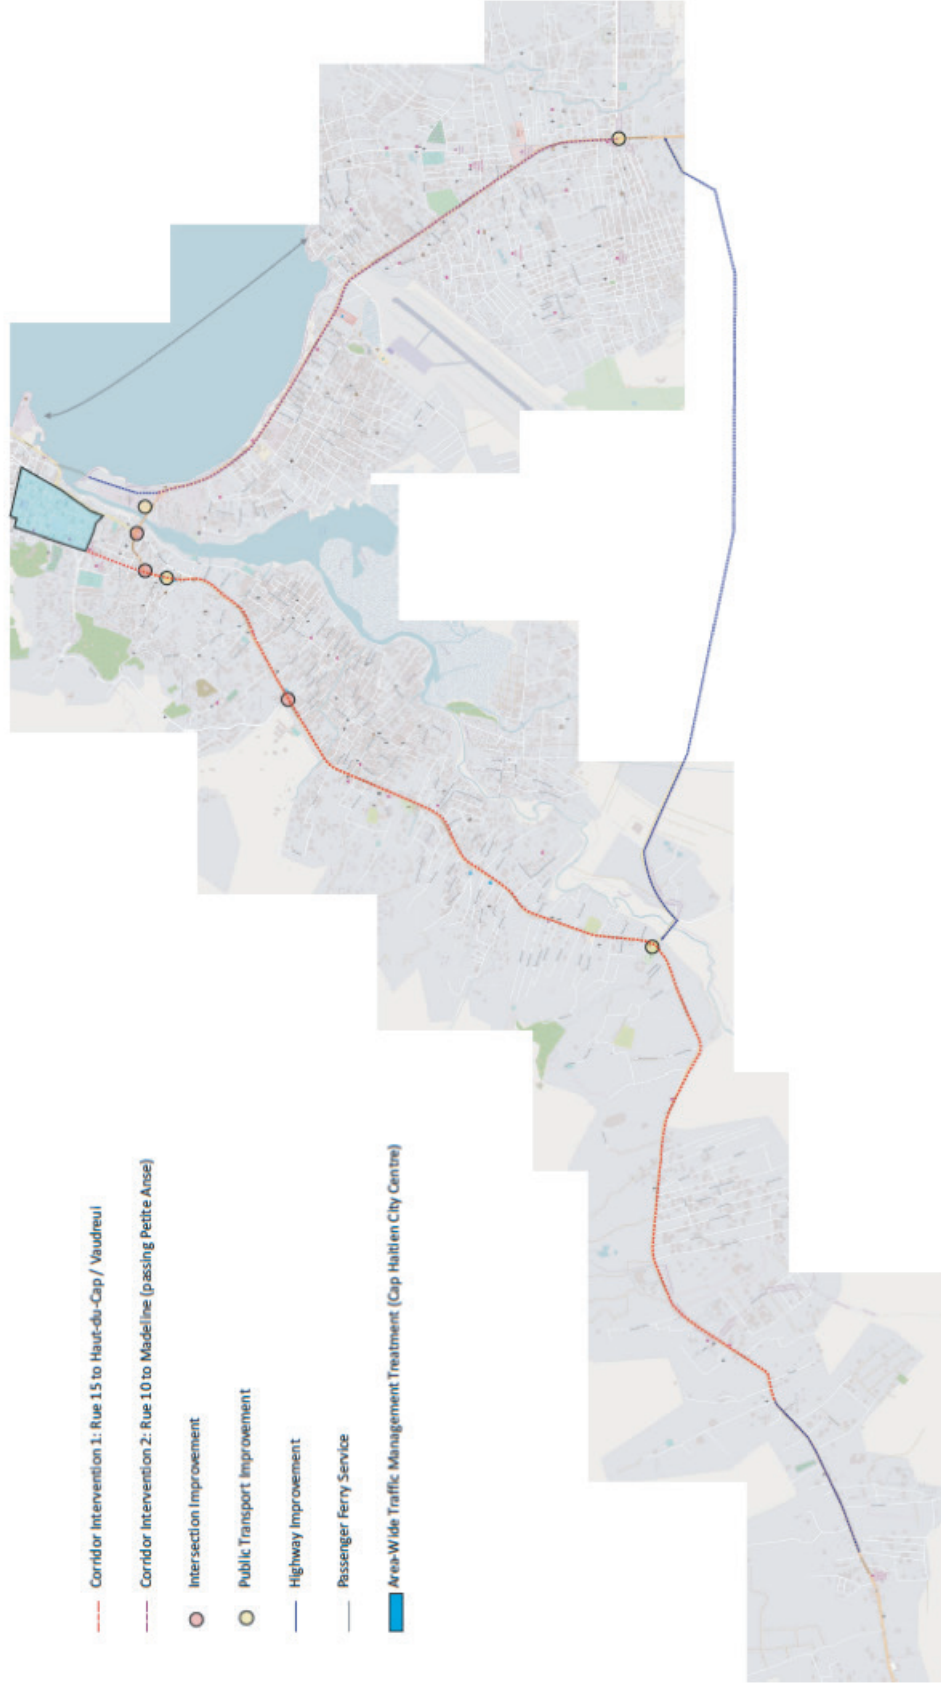 Corridor Intervention 1: Rue 15 to Haut-du-Cap / Vaudreui
Corridor Intervention 2: Rue 10 to Madeline (passing Petite Anse)
Intersection Improvement
Public Transport Improvement
Highway Improvement
Passenger Ferry Service
Area-Wide Traffic Management Treatment (Cap Haitien City Centre)